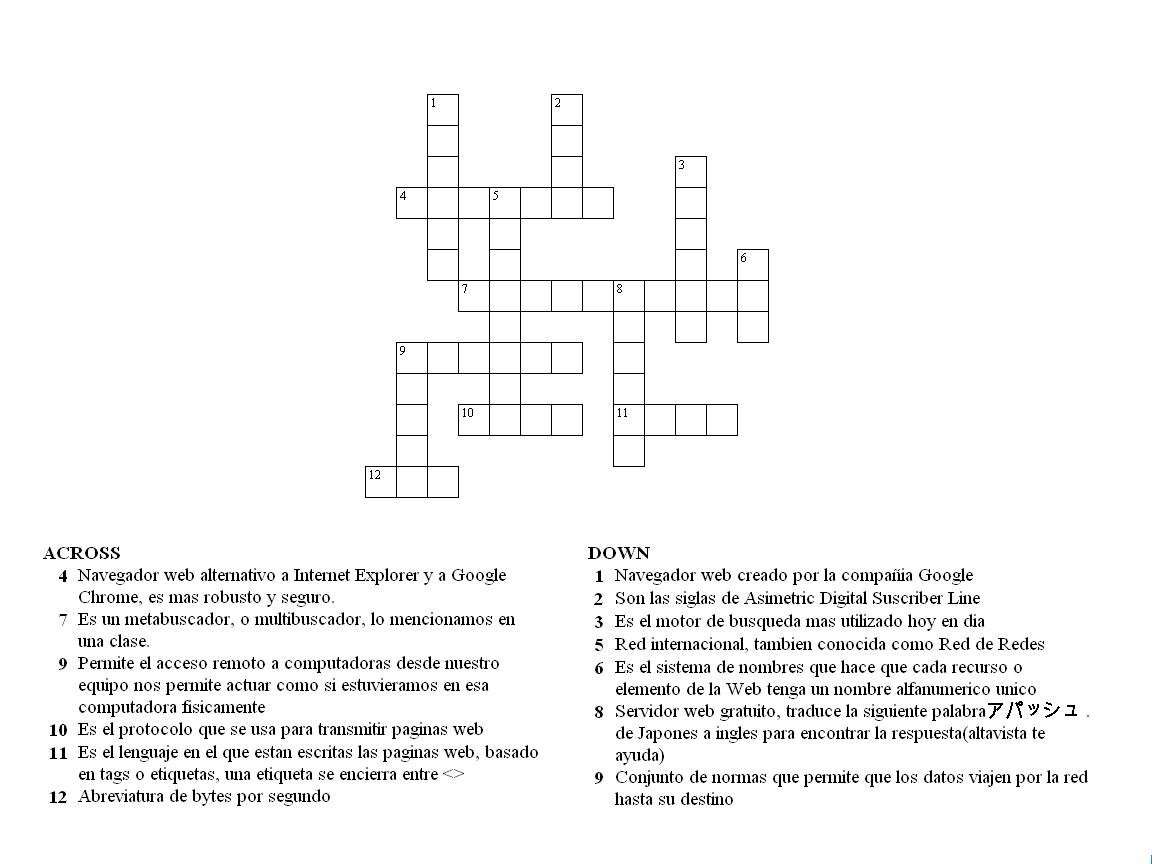 1
2
3
4
5
6
7
8
9
10
11
12
ACROSS
4 Navegador web alternativo a Internet Explorer y a Google
Chrome, es mas robusto y seguro.
7 Es un metabuscador, o multibuscador, lo mencionamos en
una clase.
9 Permite el acceso remoto a computadoras desde nuestro
equipo nos permite actuar como si estuvieramos en esa
computadora fisicamente
10 Es el protocolo que se usa para transmitir paginas web
11 Es el lenguaje en el que estan escritas las paginas web, basado
en tags o etiquetas, una etiqueta se encierra entre <>
12 Abreviatura de bytes por segundo
DOWN
1 Navegador web creado por la compañia Google
2 Son las siglas de Asimetric Digital Suscriber Line
3 Es el motor de busqueda mas utilizado hoy en dia
5 Red internacional, tambien conocida como Red de Redes
6 Es el sistema de nombres que hace que cada recurso o
elemento de la Web tenga un nombre alfanumerico unico
8 Servidor web gratuito, traduce la siguiente palabraアパッシュ .
de Japones a ingles para encontrar la respuesta(altavista te
ayuda)
9 Conjunto de normas que permite que los datos viajen por la red
hasta su destino